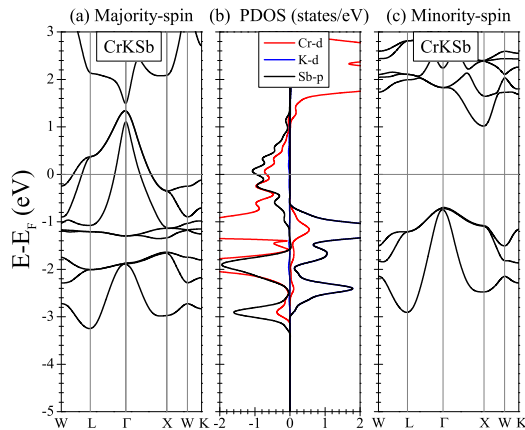 (a) Majority-spin (b) PDOS (states/eV) (c) Minority-spin
CrKSb
Cr-d
K-d
Sb-p
CrKSb
E-E_F (eV)
3
2
1
0
-1
-2
-3
-4
-5
W L Γ X W K -2 -1 0 1 2 W L Γ X W K